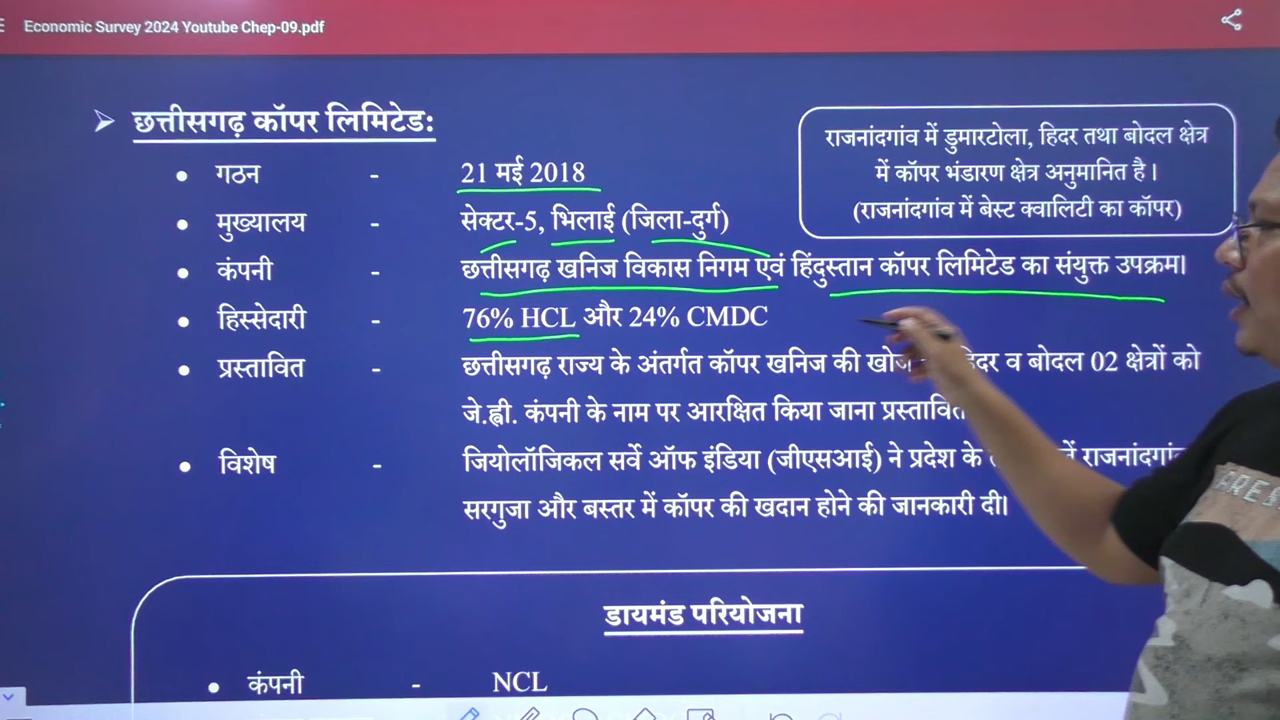 Economic Survey 2024 Youtube Chep-09.pdf
छत्तीसगढ़ कॉपर लिमिटेड:
राजनांदगांव में डुमारटोला, हिदर तथा बोदल क्षेत्र
में कॉपर भंडारण क्षेत्र अनुमानित है।
(राजनांदगांव में बेस्ट क्वालिटी का कॉपर)
गठन - 21 मई 2018
मुख्यालय - सेक्टर-5, भिलाई (जिला-दुर्ग)
कंपनी - छत्तीसगढ़ खनिज विकास निगम एवं हिंदुस्तान कॉपर लिमिटेड का संयुक्त उपक्रम।
हिस्सेदारी - 76% HCL और 24% CMDC
प्रस्तावित - छत्तीसगढ़ राज्य के अंतर्गत कॉपर खनिज की व बोदल 02 क्षेत्रों को
जे.व्ही. कंपनी के नाम पर आरक्षित किया जाना प्रस्तावित
विशेष - जियोलॉजिकल सर्वे ऑफ इंडिया (जीएसआई) ने प्रदेश के
सरगुजा और बस्तर में कॉपर की खदान होने की जानकारी दी।
डायमंड परियोजना
कंपनी - NCL